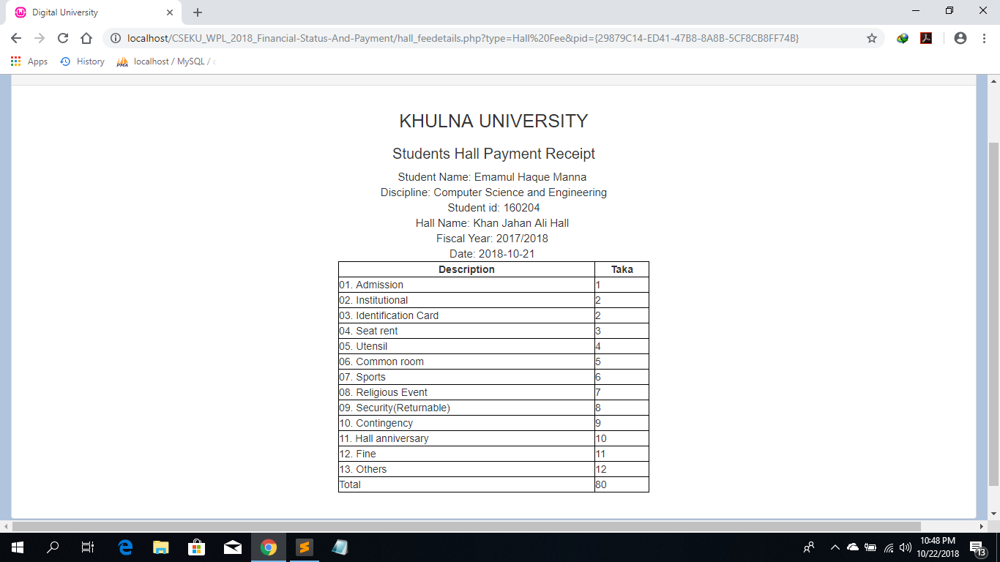 Digital University
localhost/CSEKU_WPL_2018_Financial-Status-And-Payment/hall_feedetails.php?type=Hall%20Fee&pid={29879C14-ED41-47B8-8A8B-5CF8CB8FF74B}
Apps History localhost / MySQL /
KHULNA UNIVERSITY
Students Hall Payment Receipt
Student Name: Emamul Haque Manna
Discipline: Computer Science and Engineering
Student id: 160204
Hall Name: Khan Jahan Ali Hall
Fiscal Year: 2017/2018
Date: 2018-10-21
Description Taka
01. Admission 1
02. Institutional 2
03. Identification Card 2
04. Seat rent 3
05. Utensil 4
06. Common room 5
07. Sports 6
08. Religious Event 7
09. Security(Returnable) 8
10. Contingency 9
11. Hall anniversary 10
12. Fine 11
13. Others 12
Total 80
10:48 PM
10/22/2018
13